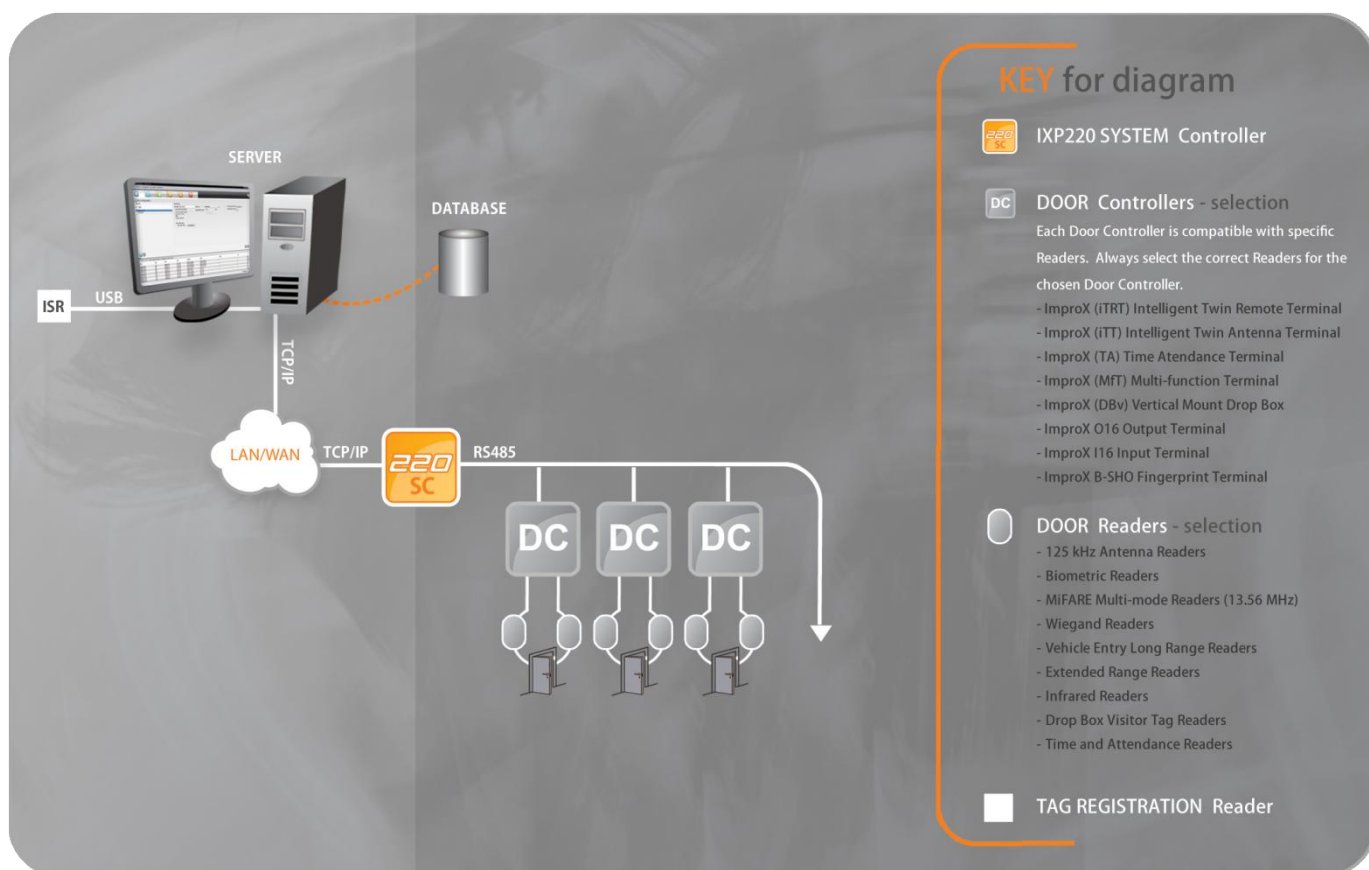 SERVER
DATABASE
ISR
USB
TCP/IP
LAN/WAN
TCP/IP
220
SC
RS485
DC
DC
DC
KEY for diagram
220
SC
IXP220 SYSTEM Controller
DC
DOOR Controllers - selection
Each Door Controller is compatible with specific
Readers. Always select the correct Readers for the
chosen Door Controller.
- ImproX (iTRT) Intelligent Twin Remote Terminal
- ImproX (iTT) Intelligent Twin Antenna Terminal
- ImproX (TA) Time Atendance Terminal
- ImproX (MfT) Multi-function Terminal
- ImproX (DBv) Vertical Mount Drop Box
- ImproX O16 Output Terminal
- ImproX I16 Input Terminal
- ImproX B-SHO Fingerprint Terminal
DOOR Readers - selection
- 125 kHz Antenna Readers
- Biometric Readers
- MiFARE Multi-mode Readers (13.56 MHz)
- Wiegand Readers
- Vehicle Entry Long Range Readers
- Extended Range Readers
- Infrared Readers
- Drop Box Visitor Tag Readers
- Time and Attendance Readers
TAG REGISTRATION Reader